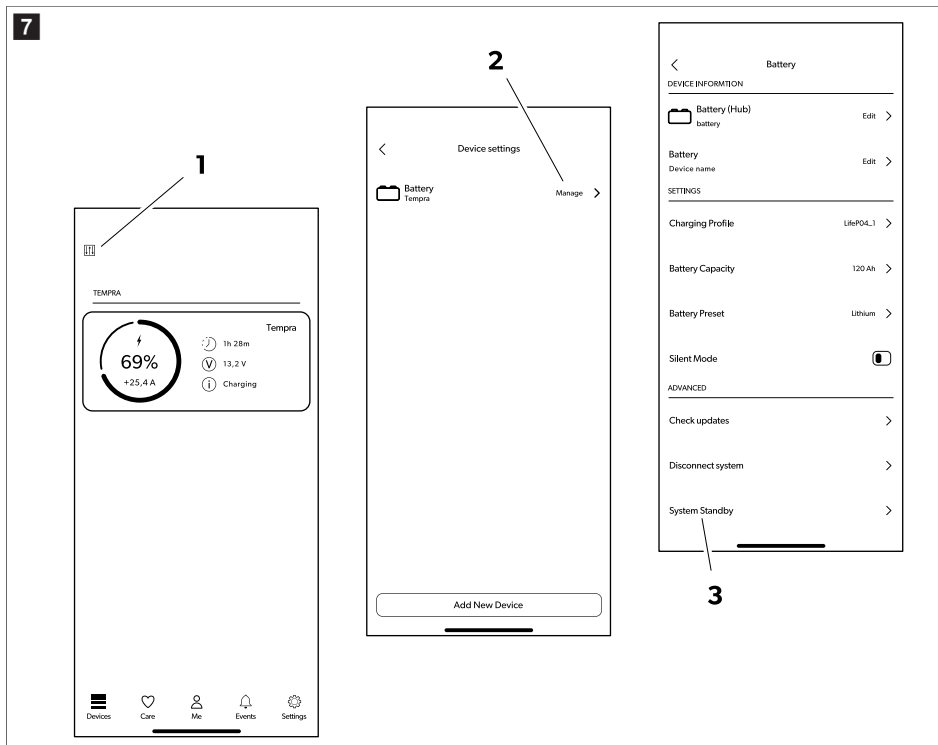 7
1
TEMPRA
Tempra
69%
+25,4 A
1h 28m
V 13,2 V
i Charging
Devices Care Me Events Settings
2
Device settings
Battery
Tempra
Manage
Add New Device
Battery
DEVICE INFORMTION
Battery (Hub)
battery
Edit
Battery
Device name
Edit
SETTINGS
Charging Profile LifeP04_1
Battery Capacity 120 Ah
Battery Preset Lithium
Silent Mode
ADVANCED
Check updates
Disconnect system
System Standby
3